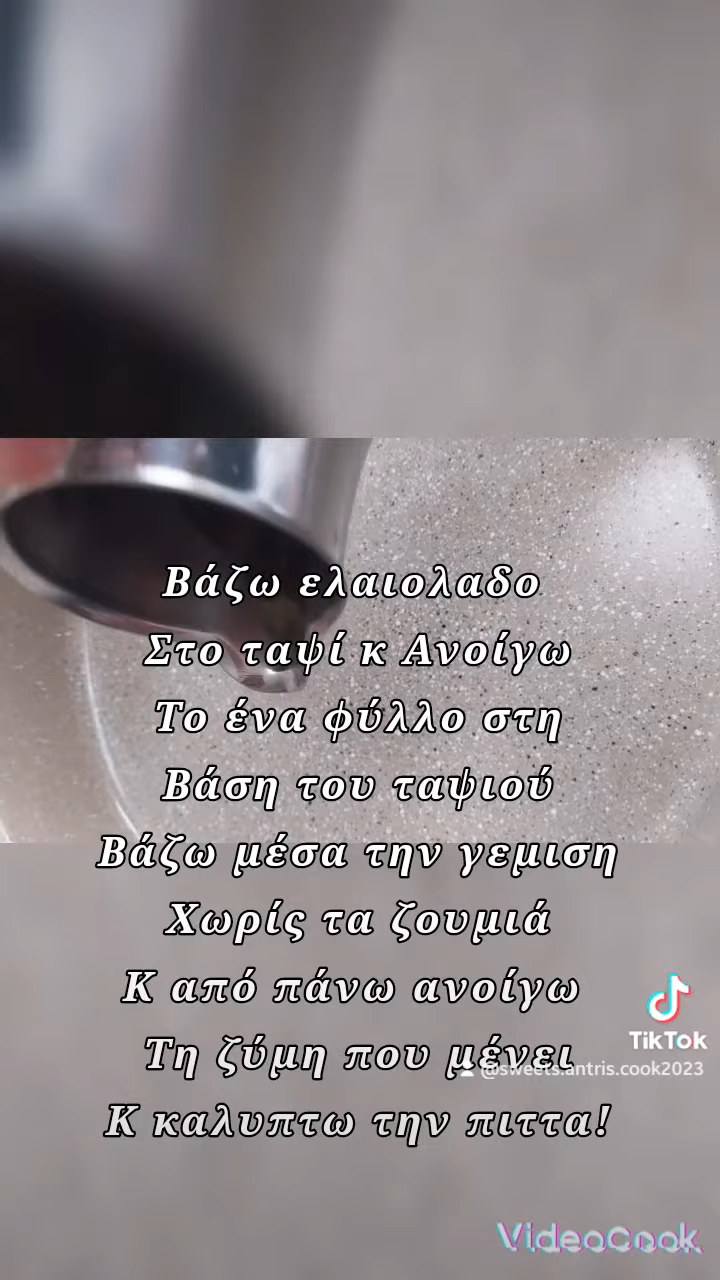 Βάζω ελαιολαδο
Στο ταψί κ Ανοίγω
Το ένα φύλλο στη
Βάση του ταψιού
Βάζω μέσα την γεμιση
Χωρίς τα ζουμιά
Κ από πάνω ανοίγω
Τη ζύμη που μένει
Κ καλυπτω την πιττα!
TikTok
@sweets.antris.cook2023
VideoCook